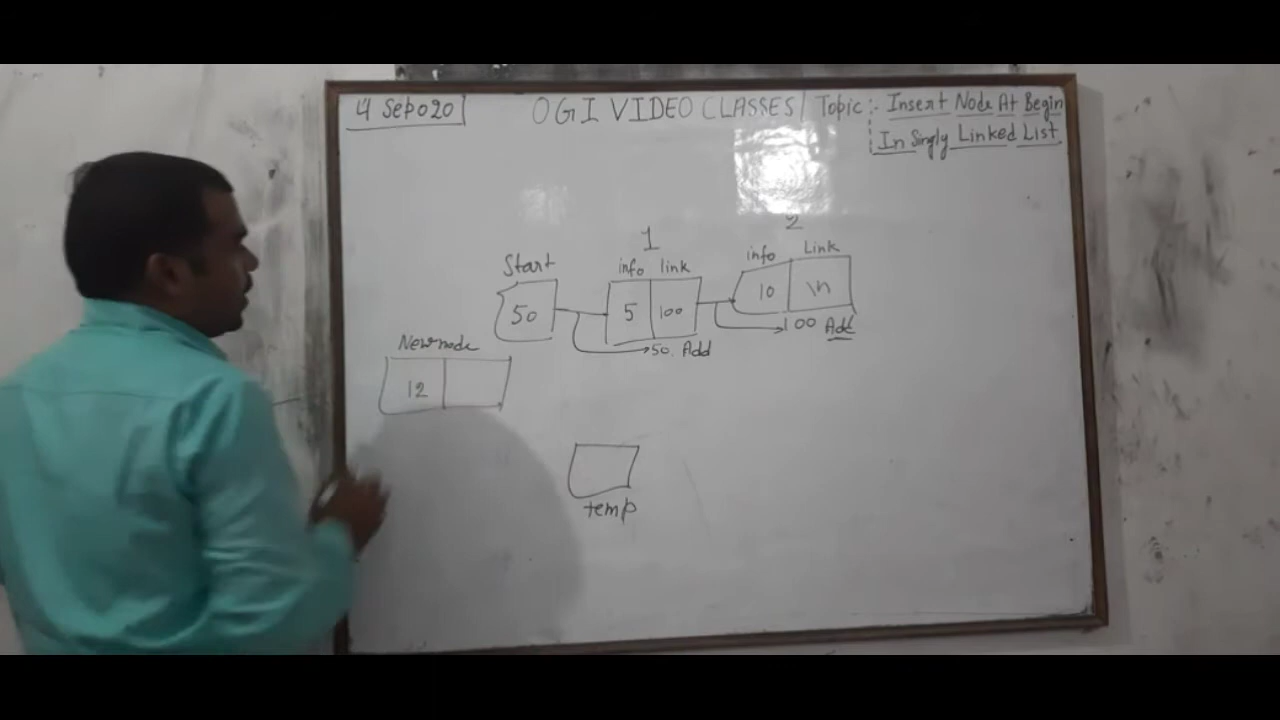 4 Sep020
OGI VIDEO CLASSES
Topic :- Insert Node At Begin
In Singly Linked List
1
2
Start
info link
info Link
50
5
100
10
\n
50. Add
100 Add
New node
12
temp